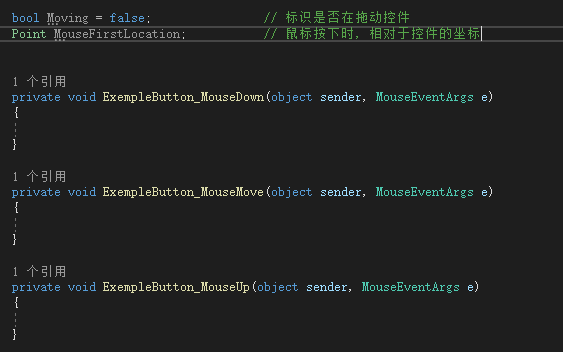 bool Moving = false; // 标识是否在拖动控件
Point MouseFirstLocation; // 鼠标按下时, 相对于控件的坐标
1 个引用
private void ExempleButton_MouseDown(object sender, MouseEventArgs e)
{
}
1 个引用
private void ExempleButton_MouseMove(object sender, MouseEventArgs e)
{
}
1 个引用
private void ExempleButton_MouseUp(object sender, MouseEventArgs e)
{
}